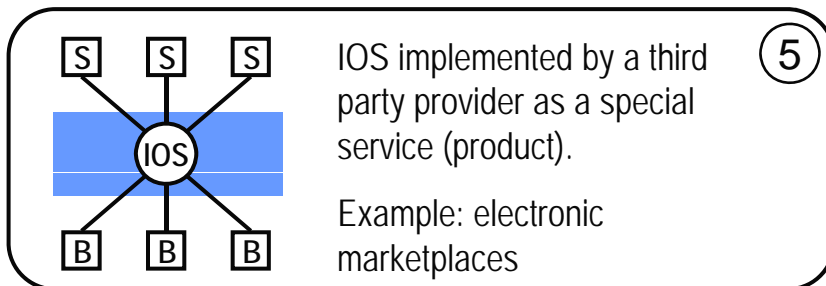 S S S
IOS implemented by a third
5
party provider as a special
service (product).
IOS
Example: electronic
marketplaces
B B B